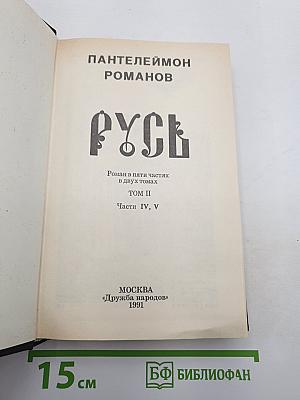 ПАНТЕЛЕЙМОН
РОМАНОВ
РУСЬ
Роман в пяти частях
в двух томах
ТОМ II
Части IV, V
МОСКВА
«Дружба народов»
1991
15 см
БФ БИБЛИОФАН